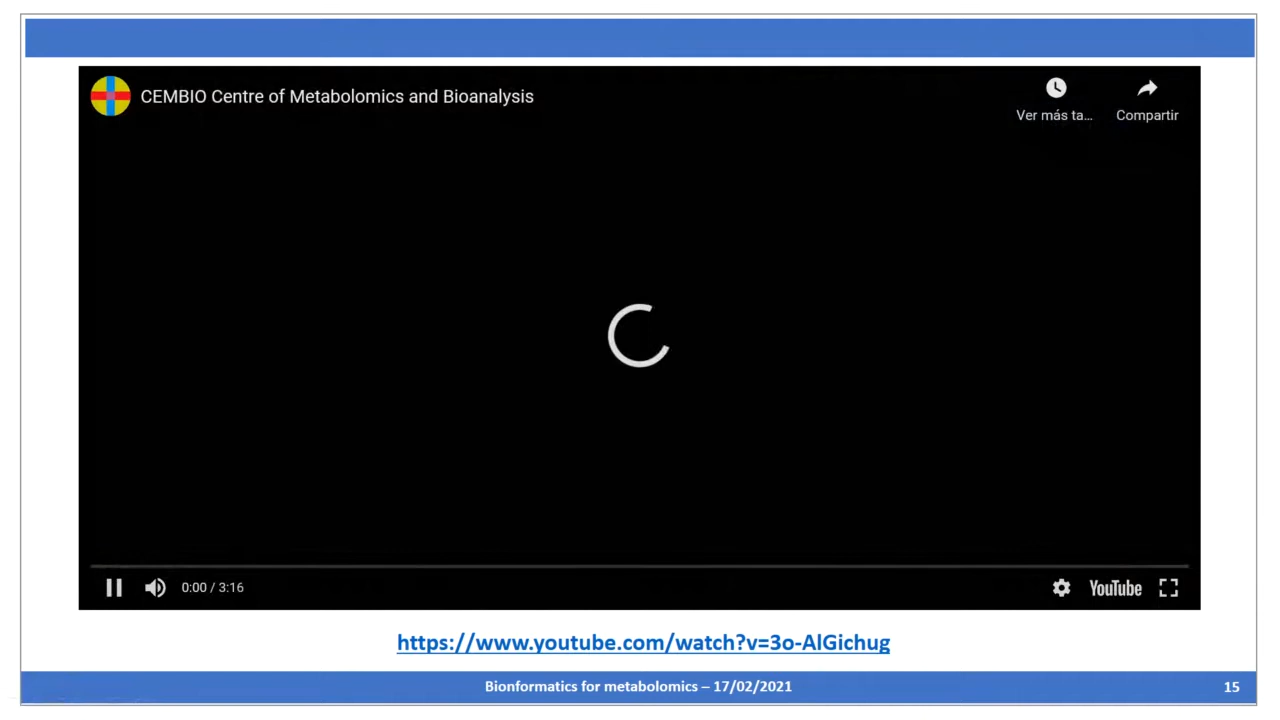 CEMBIO Centre of Metabolomics and Bioanalysis
Ver más ta...
Compartir
0:00 / 3:16
YouTube
https://www.youtube.com/watch?v=3o-AlGichug
Bionformatics for metabolomics – 17/02/2021
15